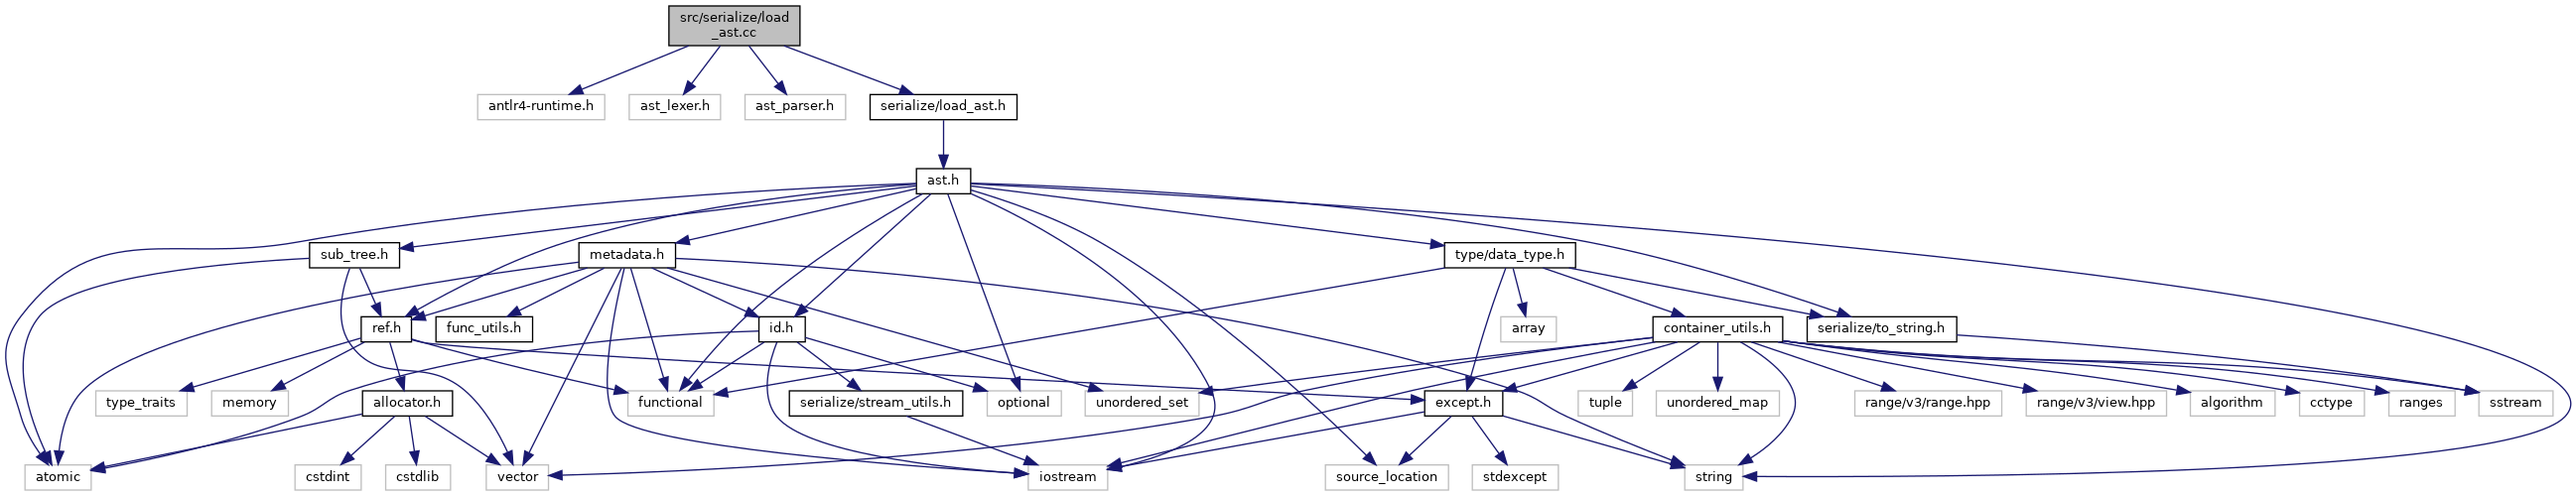 src/serialize/load
_ast.cc
antlr4-runtime.h
ast_lexer.h
ast_parser.h
serialize/load_ast.h
ast.h
sub_tree.h
metadata.h
type/data_type.h
ref.h
func_utils.h
id.h
array
container_utils.h
serialize/to_string.h
type_traits
memory
allocator.h
functional
serialize/stream_utils.h
optional
unordered_set
except.h
tuple
unordered_map
range/v3/range.hpp
range/v3/view.hpp
algorithm
cctype
ranges
sstream
atomic
cstdint
cstdlib
vector
iostream
source_location
stdexcept
string